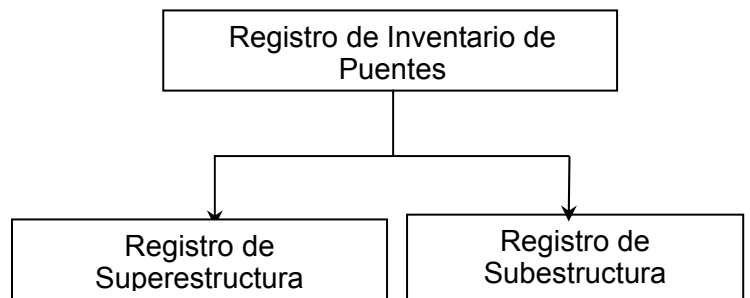 Registro de Inventario de
Puentes
Registro de
Superestructura
Registro de
Subestructura